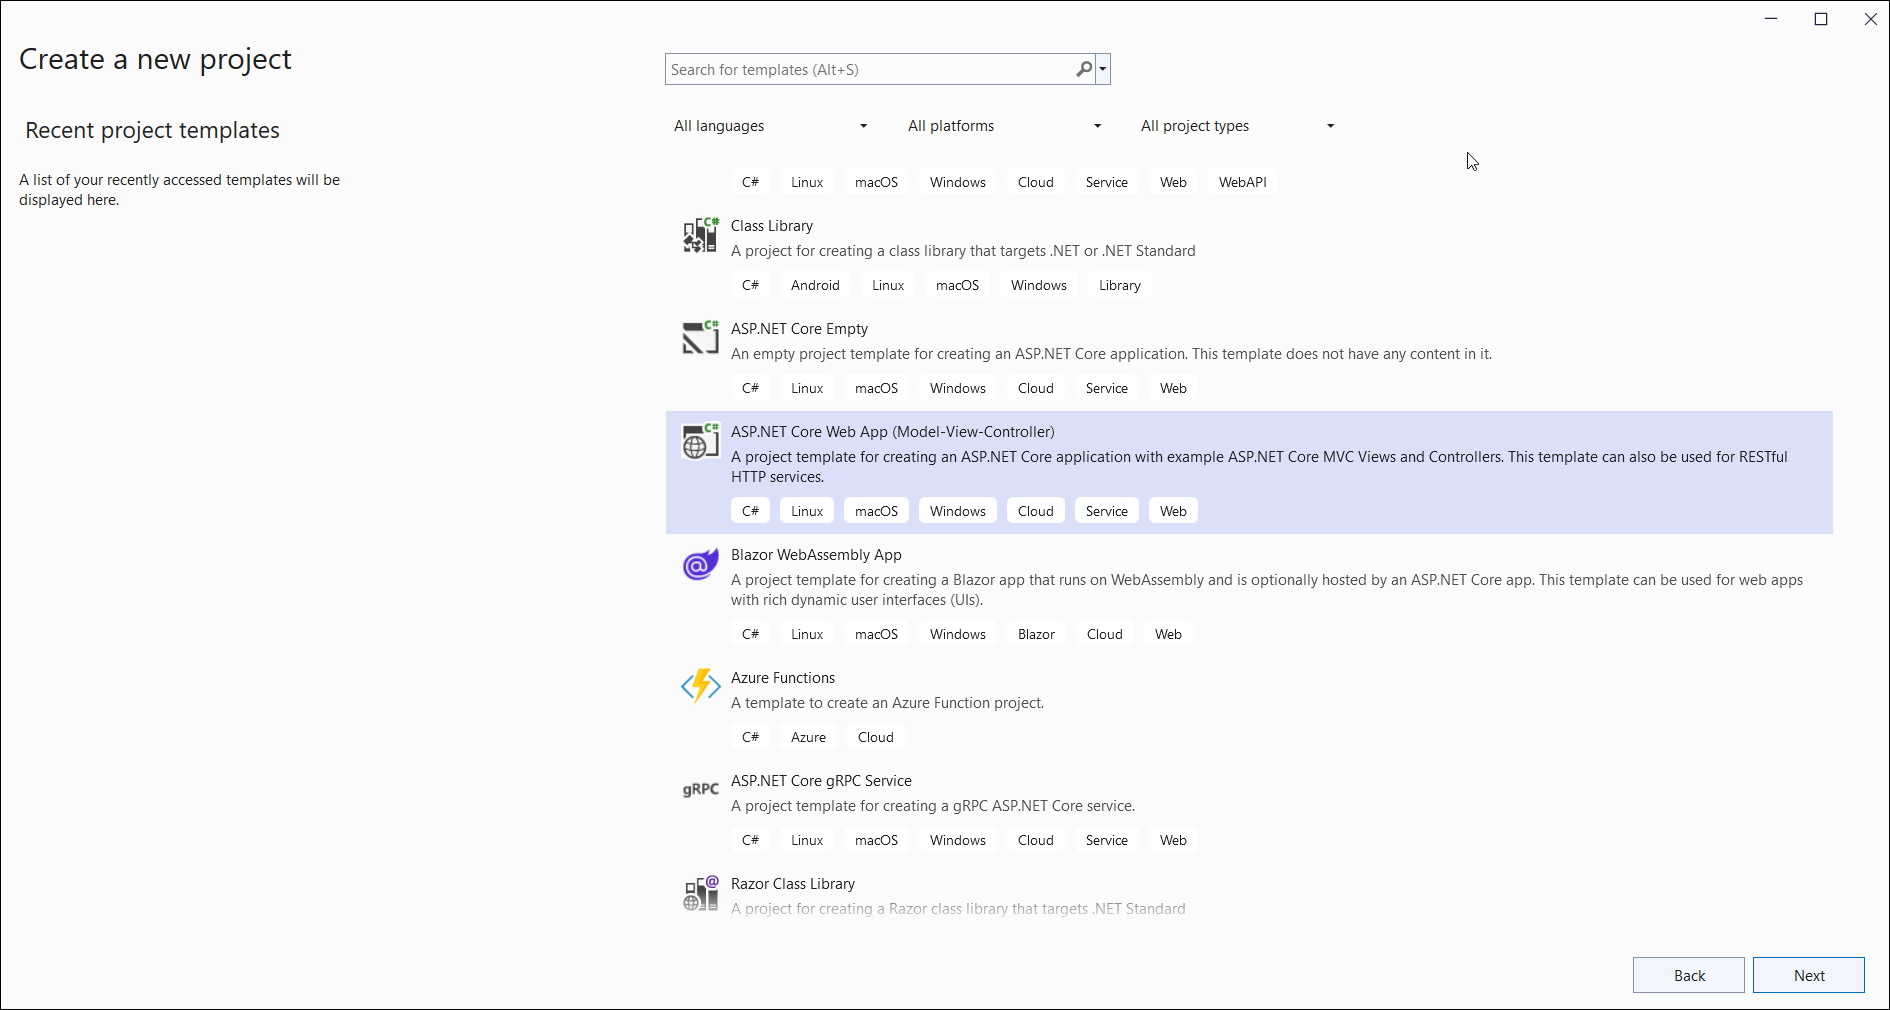 Create a new project
Recent project templates
A list of your recently accessed templates will be
displayed here.
Search for templates (Alt+S)
All languages All platforms All project types
C# Linux macOS Windows Cloud Service Web WebAPI
C#
Class Library
A project for creating a class library that targets .NET or .NET Standard
C# Android Linux macOS Windows Library
C#
ASP.NET Core Empty
An empty project template for creating an ASP.NET Core application. This template does not have any content in it.
C# Linux macOS Windows Cloud Service Web
C#
ASP.NET Core Web App (Model-View-Controller)
A project template for creating an ASP.NET Core application with example ASP.NET Core MVC Views and Controllers. This template can also be used for RESTful
HTTP services.
C# Linux macOS Windows Cloud Service Web
@
Blazor WebAssembly App
A project template for creating a Blazor app that runs on WebAssembly and is optionally hosted by an ASP.NET Core app. This template can be used for web apps
with rich dynamic user interfaces (UIs).
C# Linux macOS Windows Blazor Cloud Web
Azure Functions
A template to create an Azure Function project.
C# Azure Cloud
gRPC
ASP.NET Core gRPC Service
A project template for creating a gRPC ASP.NET Core service.
C# Linux macOS Windows Cloud Service Web
@
Razor Class Library
A project for creating a Razor class library that targets .NET Standard
Back Next